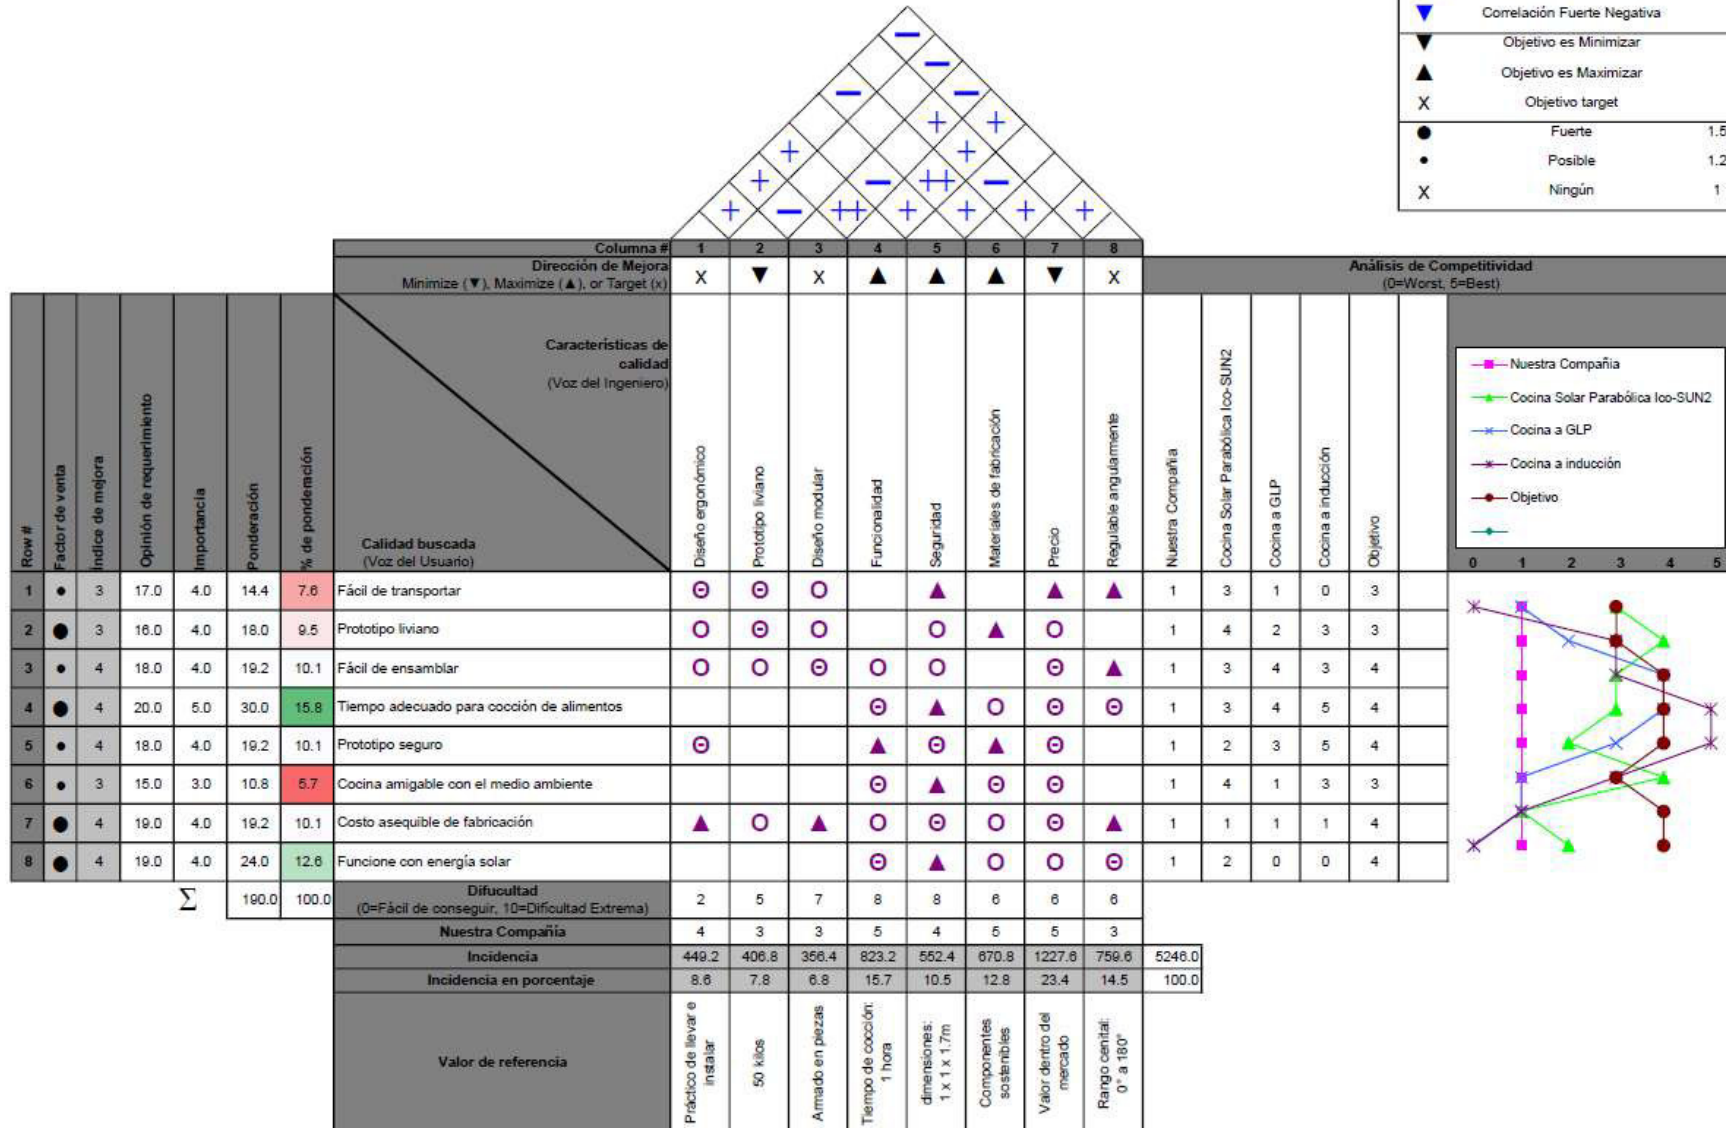 ▼ Correlación Fuerte Negativa
▼ Objetivo es Minimizar
▲ Objetivo es Maximizar
X Objetivo target
● Fuerte 1.5
• Posible 1.2
X Ningún 1
Columna # 1 2 3 4 5 6 7 8
Dirección de Mejora
Minimize (▼), Maximize (▲), or Target (x)
X ▼ X ▲ ▲ ▲ ▼ X
Análisis de Competitividad
(0=Worst, 5=Best)
Row #
Factor de venta
Índice de mejora
Opinión de requerimiento
Importancia
Ponderación
% de ponderación
Características de
calidad
(Voz del Ingeniero)
Calidad buscada
(Voz del Usuario)
Diseño ergonómico
Prototipo liviano
Diseño modular
Funcionalidad
Seguridad
Materiales de fabricación
Precio
Regulable angularmente
Nuestra Compañia
Cocina Solar Parabólica Ico-SUN2
Cocina a GLP
Cocina a inducción
Objetivo
Nuestra Compañia
Cocina Solar Parabólica Ico-SUN2
Cocina a GLP
Cocina a inducción
Objetivo
0 1 2 3 4 5
1 • 3 17.0 4.0 14.4 7.6 Fácil de transportar Θ Θ O ▲ ▲ ▲ 1 3 1 0 3
2 ● 3 16.0 4.0 18.0 9.5 Prototipo liviano O Θ O O ▲ O 1 4 2 3 3
3 • 4 18.0 4.0 19.2 10.1 Fácil de ensamblar O O Θ O O Θ ▲ 1 3 4 3 4
4 ● 4 20.0 5.0 30.0 15.8 Tiempo adecuado para cocción de alimentos Θ ▲ O Θ Θ 1 3 4 5 4
5 • 4 18.0 4.0 19.2 10.1 Prototipo seguro Θ ▲ Θ ▲ Θ 1 2 3 5 4
6 • 3 15.0 3.0 10.8 5.7 Cocina amigable con el medio ambiente Θ ▲ Θ Θ 1 4 1 3 3
7 ● 4 19.0 4.0 19.2 10.1 Costo asequible de fabricación ▲ O ▲ O Θ O Θ ▲ 1 1 1 1 4
8 ● 4 19.0 4.0 24.0 12.6 Funcione con energía solar Θ ▲ O O Θ 1 2 0 0 4
Σ 190.0 100.0
Difucultad
(0=Fácil de conseguir, 10=Dificultad Extrema)
2 5 7 8 8 6 6 6
Nuestra Compañía 4 3 3 5 4 5 5 3
Incidencia 449.2 406.8 356.4 823.2 552.4 670.8 1227.6 759.6 5246.0
Incidencia en porcentaje 8.6 7.8 6.8 15.7 10.5 12.8 23.4 14.5 100.0
Valor de referencia
Práctico de llevar e
instalar
50 kilos
Armado en piezas
Tiempo de cocción:
1 hora
dimensiones:
1 x 1 x 1.7m
Componentes
sostenibles
Valor dentro del
mercado
Rango cenital:
0° a 180°